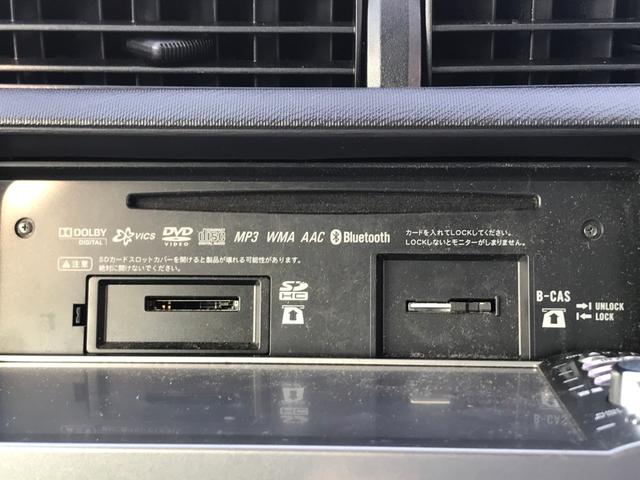 DOLBY DIGITAL VICS DVD VIDEO COMPACT disc DIGITAL AUDIO MP3 WMA AAC Bluetooth
カードを入れてLOCKしてください。
LOCKしないとモニターがしまりません。
注意 SDカードスロットカバーを開けると製品が壊れる可能性があります。
絶対に開けないでください。
SD HC
B-CAS
UNLOCK
LOCK